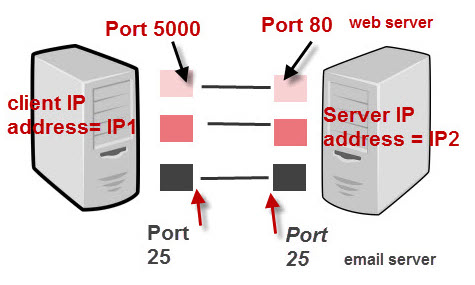 Port 5000
Port 80
web server
client IP
address= IP1
Server IP
address = IP2
Port
25
Port
25
email server